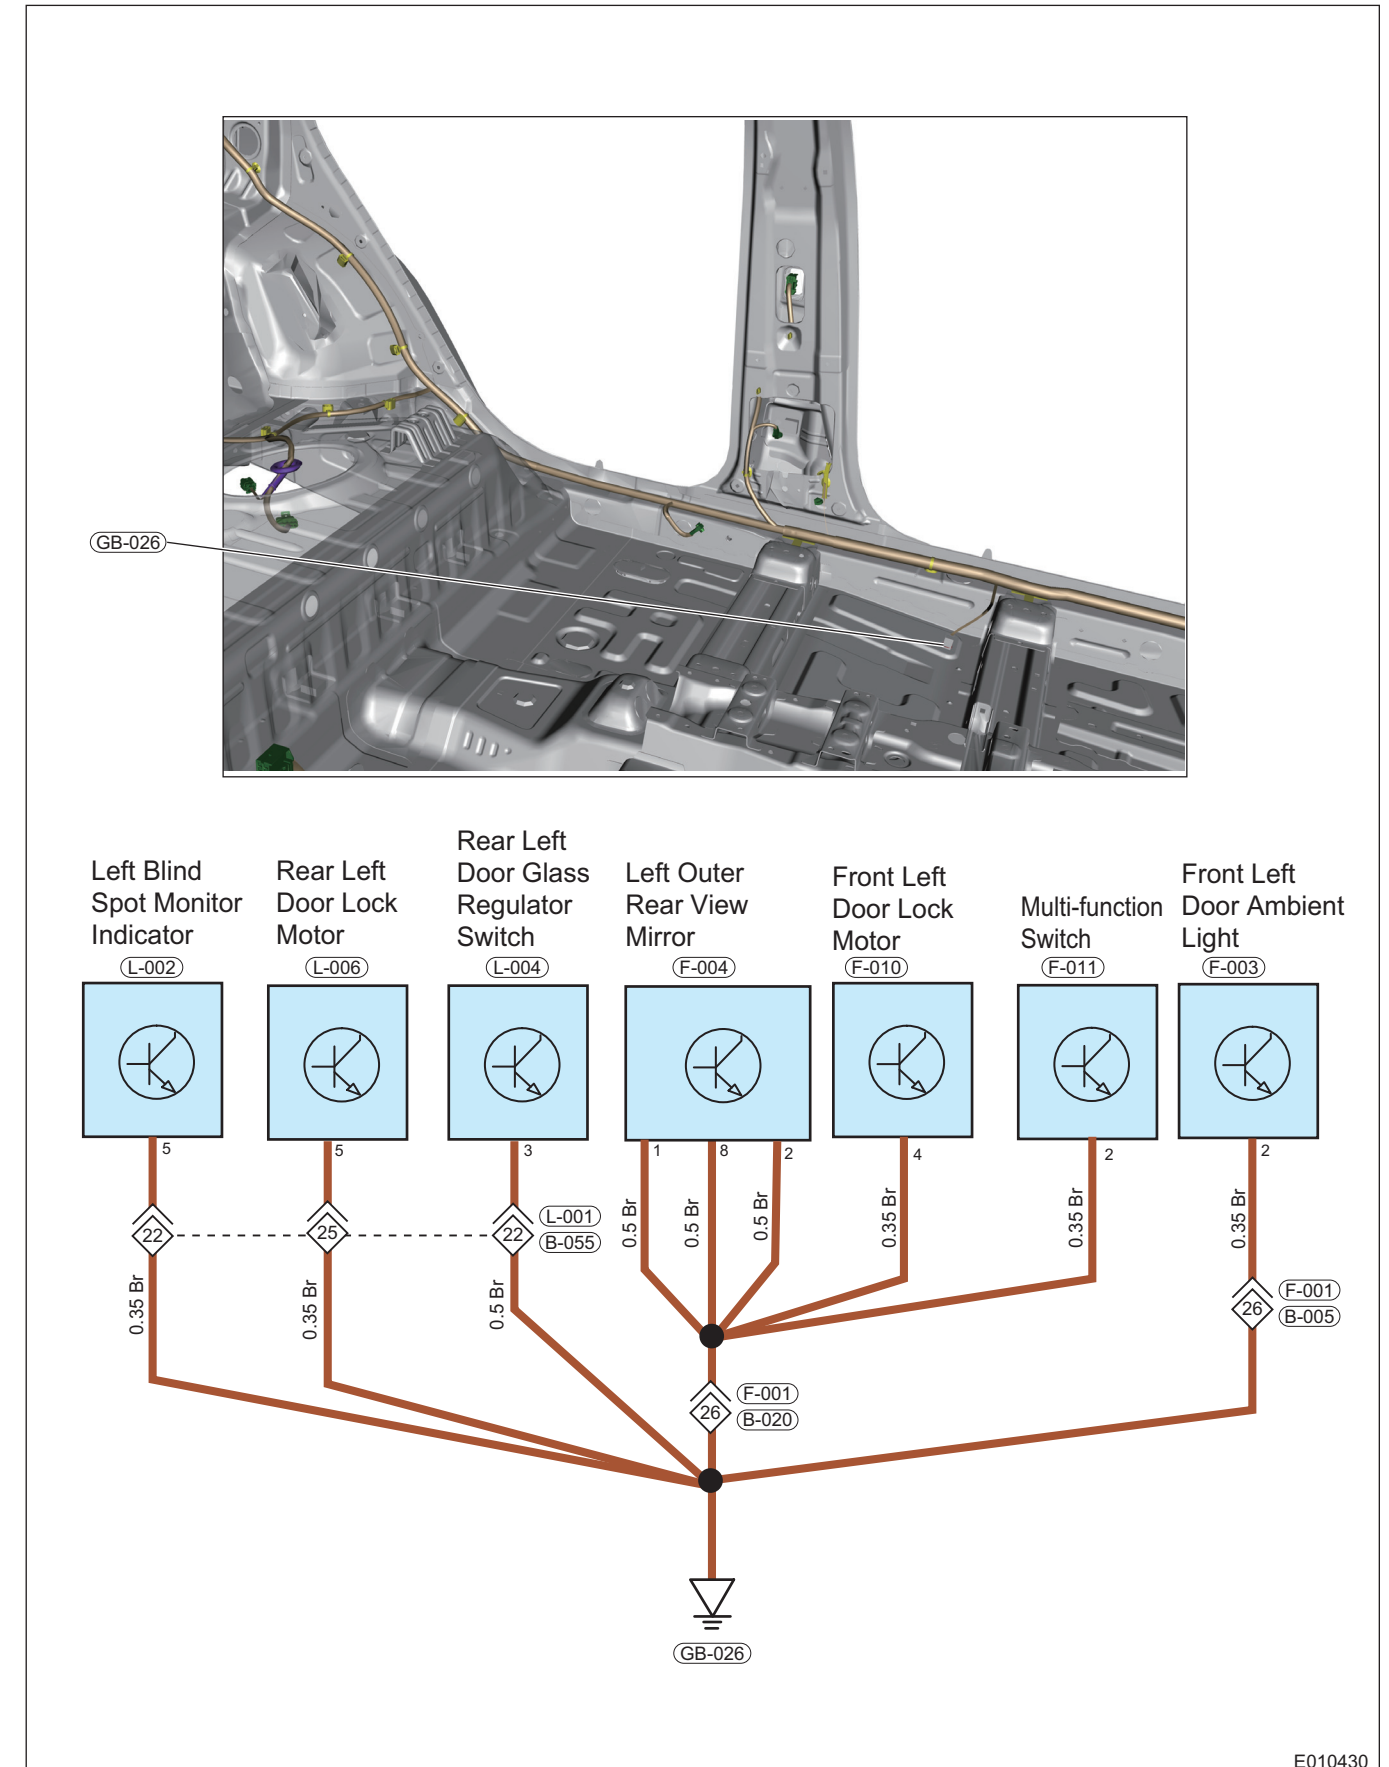 GB-026
Left Blind
Spot Monitor
Indicator
L-002
Rear Left
Door Lock
Motor
L-006
Rear Left
Door Glass
Regulator
Switch
L-004
Left Outer
Rear View
Mirror
F-004
Front Left
Door Lock
Motor
F-010
Multi-function
Switch
F-011
Front Left
Door Ambient
Light
F-003
5
5
3
1
8
2
4
2
2
22
25
22
L-001
B-055
0.5 Br
0.5 Br
0.5 Br
0.35 Br
0.35 Br
0.35 Br
0.35 Br
0.35 Br
0.5 Br
26
F-001
B-005
26
F-001
B-020
GB-026
E010430